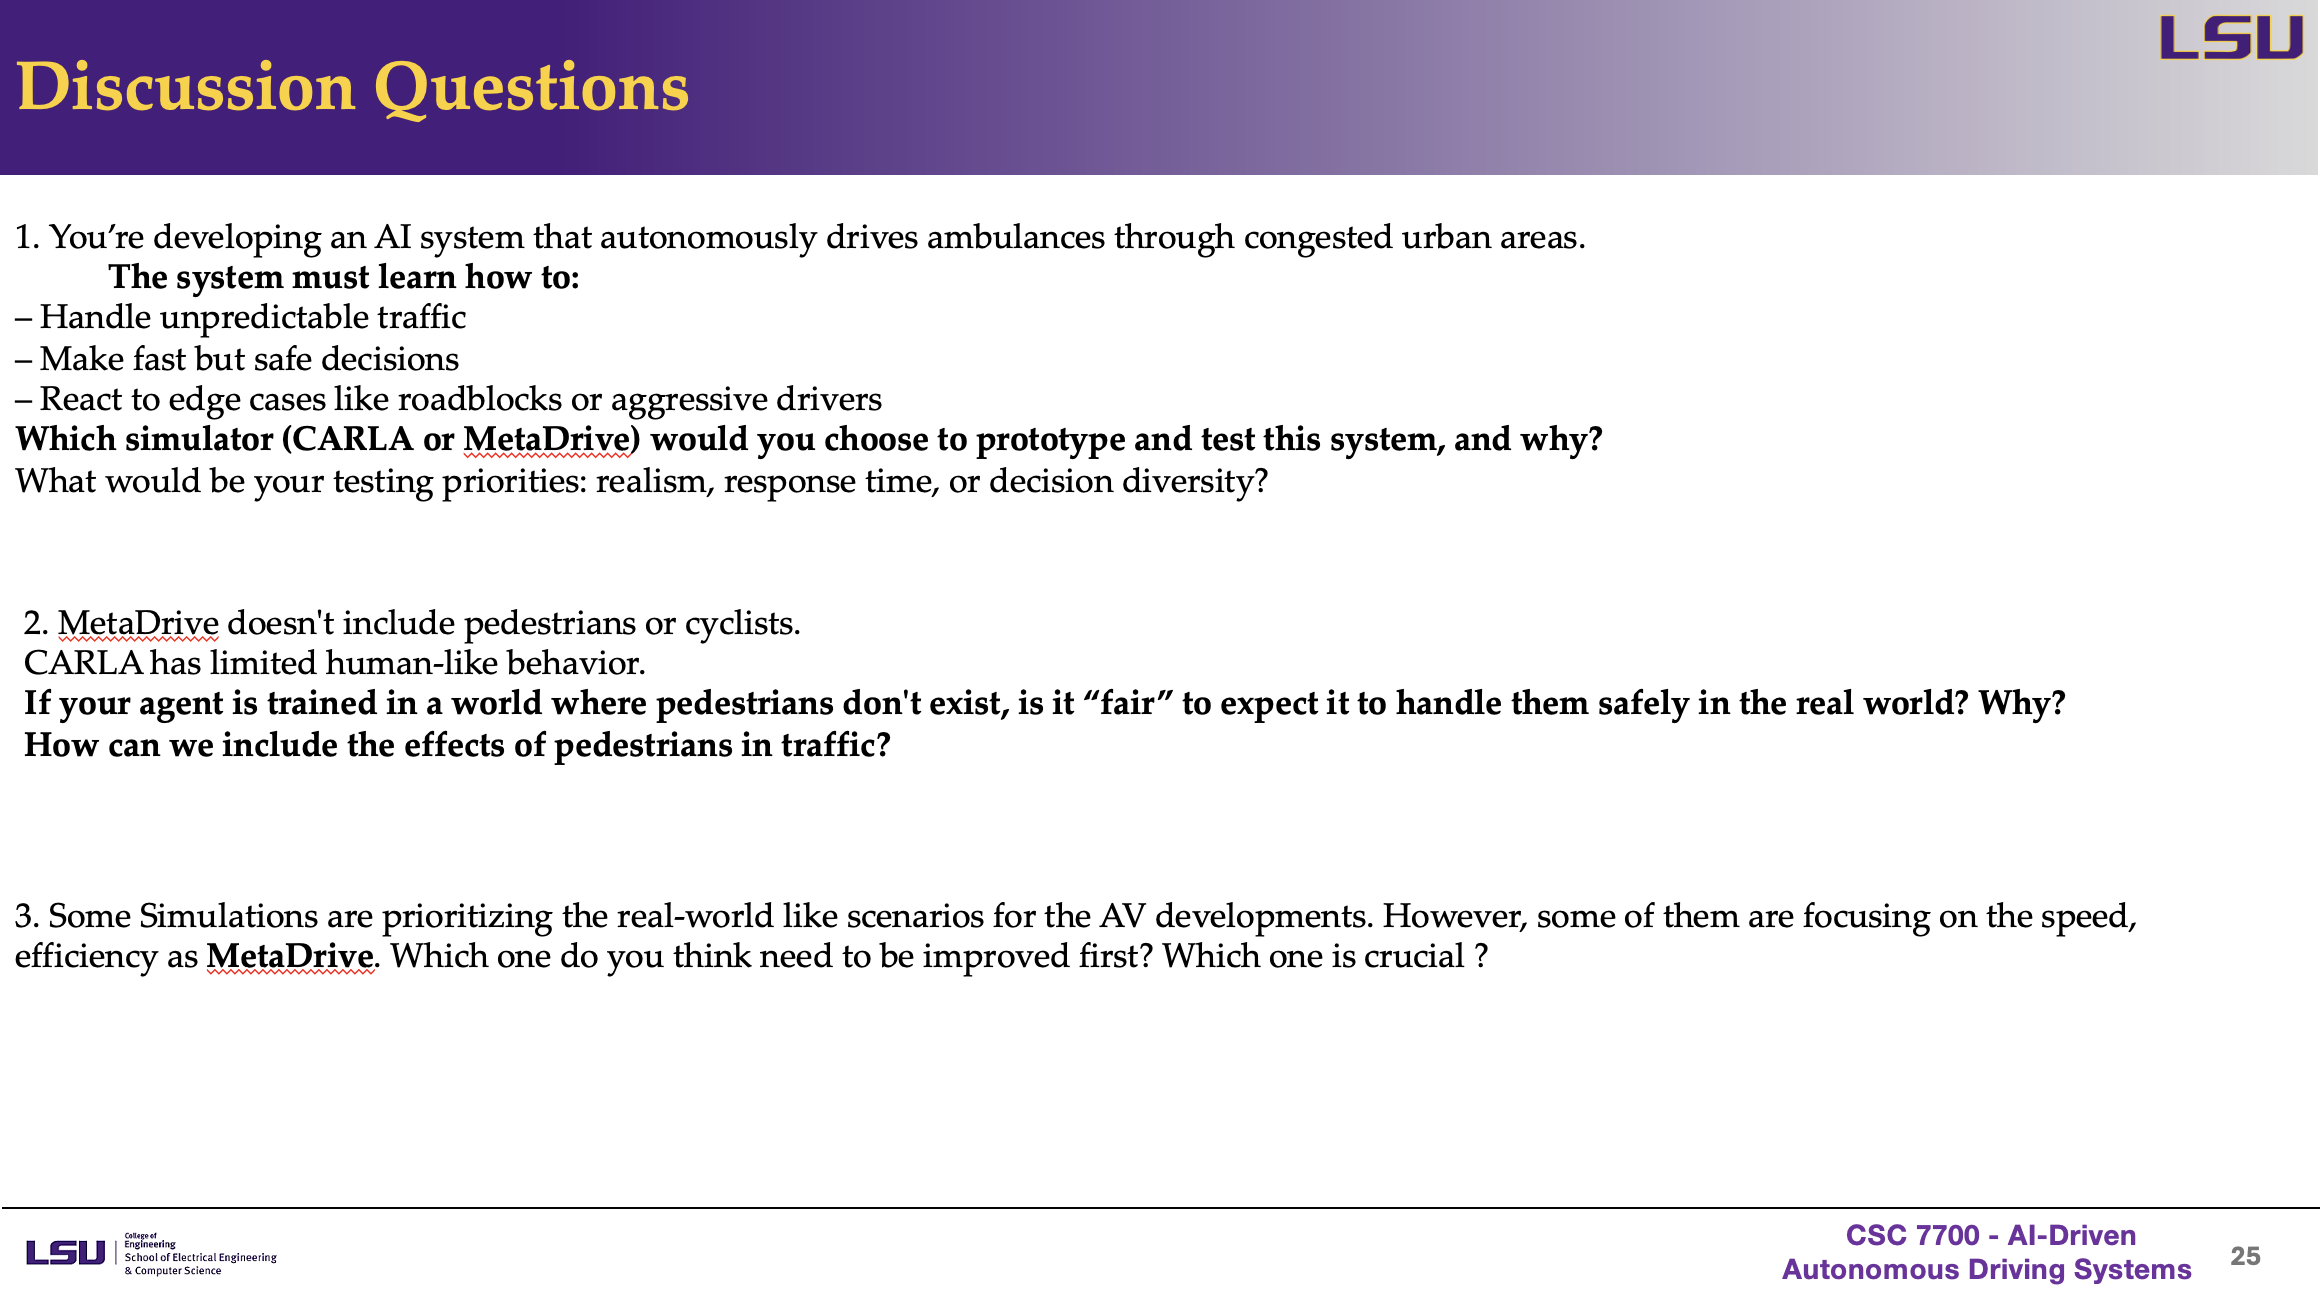 LSU
Discussion Questions
1. You’re developing an AI system that autonomously drives ambulances through congested urban areas.
The system must learn how to:
– Handle unpredictable traffic
– Make fast but safe decisions
– React to edge cases like roadblocks or aggressive drivers
Which simulator (CARLA or MetaDrive) would you choose to prototype and test this system, and why?
What would be your testing priorities: realism, response time, or decision diversity?
2. MetaDrive doesn't include pedestrians or cyclists.
CARLA has limited human-like behavior.
If your agent is trained in a world where pedestrians don't exist, is it “fair” to expect it to handle them safely in the real world? Why?
How can we include the effects of pedestrians in traffic?
3. Some Simulations are prioritizing the real-world like scenarios for the AV developments. However, some of them are focusing on the speed,
efficiency as MetaDrive. Which one do you think need to be improved first? Which one is crucial ?
LSU
College of
Engineering
School of Electrical Engineering
& Computer Science
CSC 7700 - AI-Driven
Autonomous Driving Systems
25